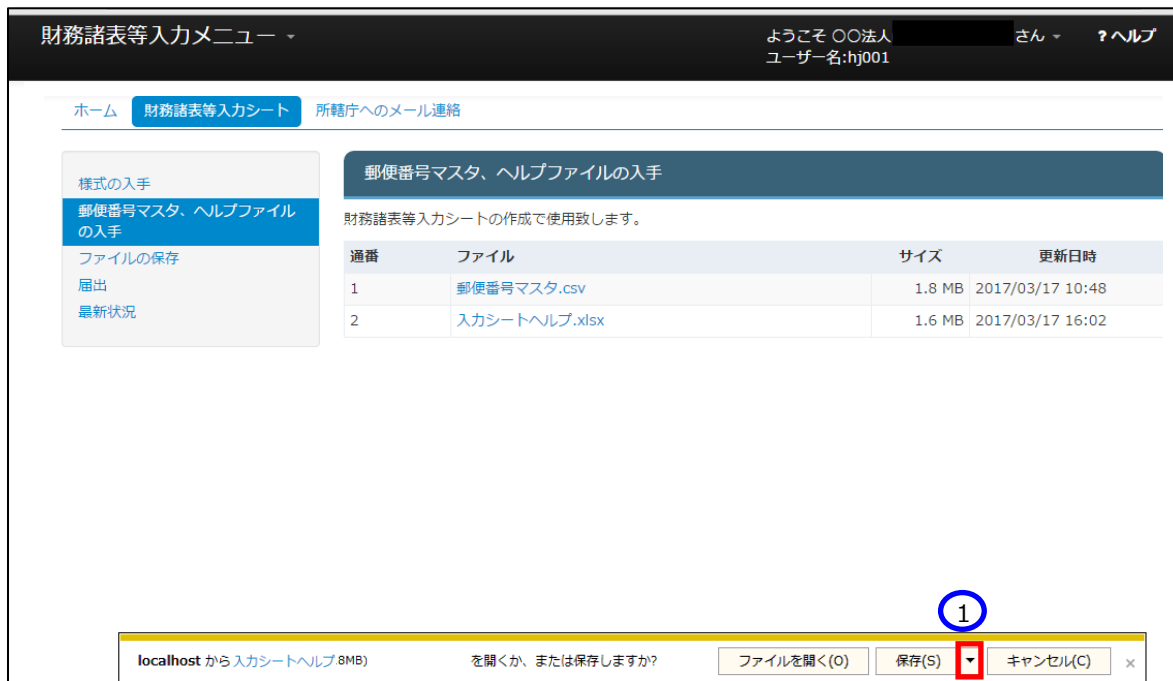 財務諸表等入力メニュー
ようこそ 〇〇法人 さん
?ヘルプ
ユーザー名:hj001
ホーム 財務諸表等入力シート 所轄庁へのメール連絡
様式の入手
郵便番号マスタ、ヘルプファイル
の入手
ファイルの保存
届出
最新状況
郵便番号マスタ、ヘルプファイルの入手
財務諸表等入力シートの作成で使用致します。
通番 ファイル サイズ 更新日時
1 郵便番号マスタ.csv 1.8 MB 2017/03/17 10:48
2 入力シートヘルプ.xlsx 1.6 MB 2017/03/17 16:02
1
localhost から 入力シートヘルプ.8MB) を開くか、または保存しますか? ファイルを開く(O) 保存(S) キャンセル(C) ×